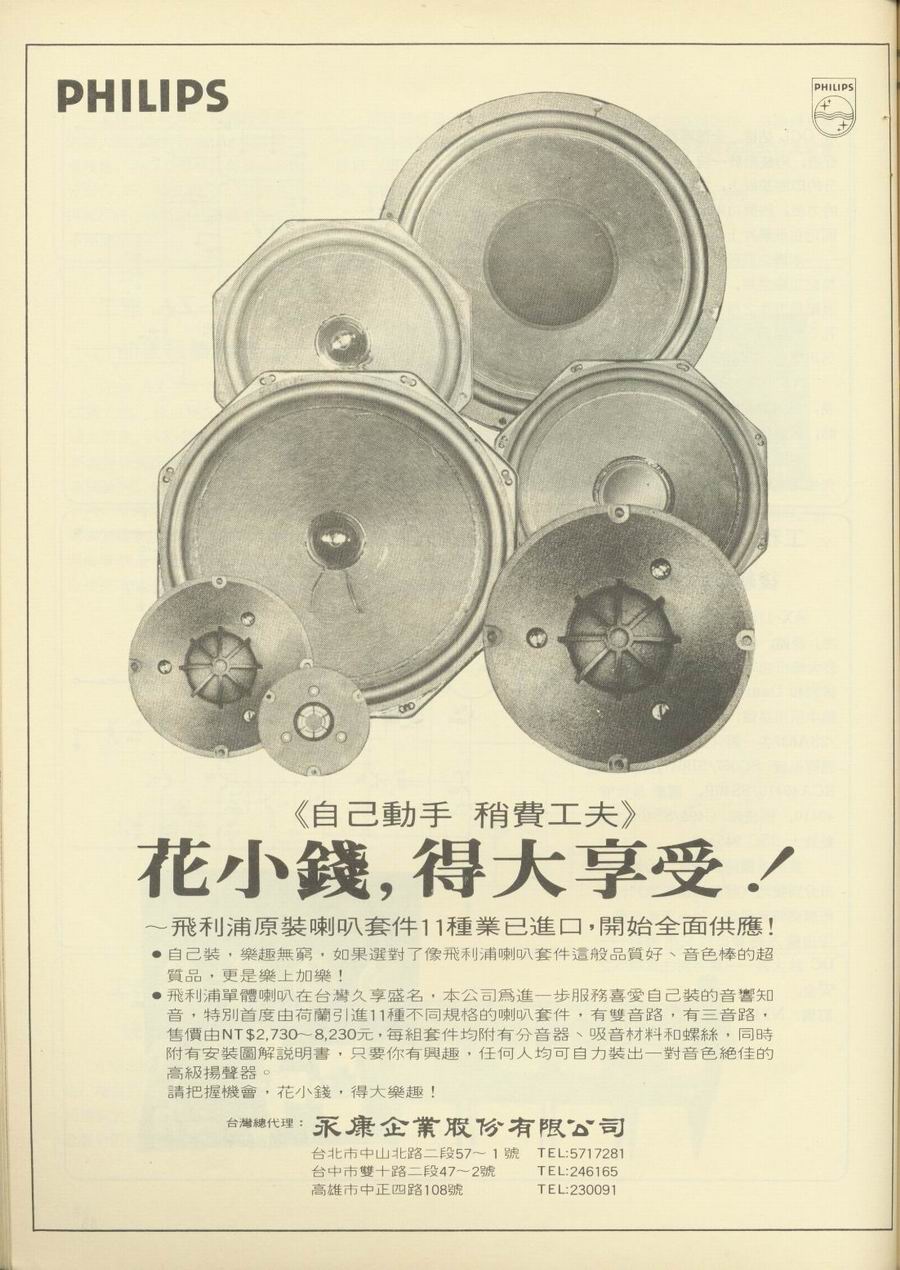 PHILIPS
PHILIPS
《自己動手 稍費工夫》
花小錢，得大享受！
～飛利浦原裝喇叭套件11種業已進口，開始全面供應！
●自己裝，樂趣無窮，如果選對了像飛利浦喇叭套件這般品質好、音色棒的超
質品，更是樂上加樂！
●飛利浦單體喇叭在台灣久享盛名，本公司爲進一步服務喜愛自己裝的音響知
音，特別首度由荷蘭引進11種不同規格的喇叭套件，有雙音路，有三音路，
售價由NT$2,730～8,230元，每組套件均附有分音器、吸音材料和螺絲，同時
附有安裝圖解説明書，只要你有興趣，任何人均可自力裝出一對音色絶佳的
高級揚聲器。
請把握機會，花小錢，得大樂趣！
台灣總代理：永康企業股份有限公司
台北市中山北路二段57～1號 TEL:5717281
台中市雙十路二段47～2號 TEL:246165
高雄市中正四路108號 TEL:230091